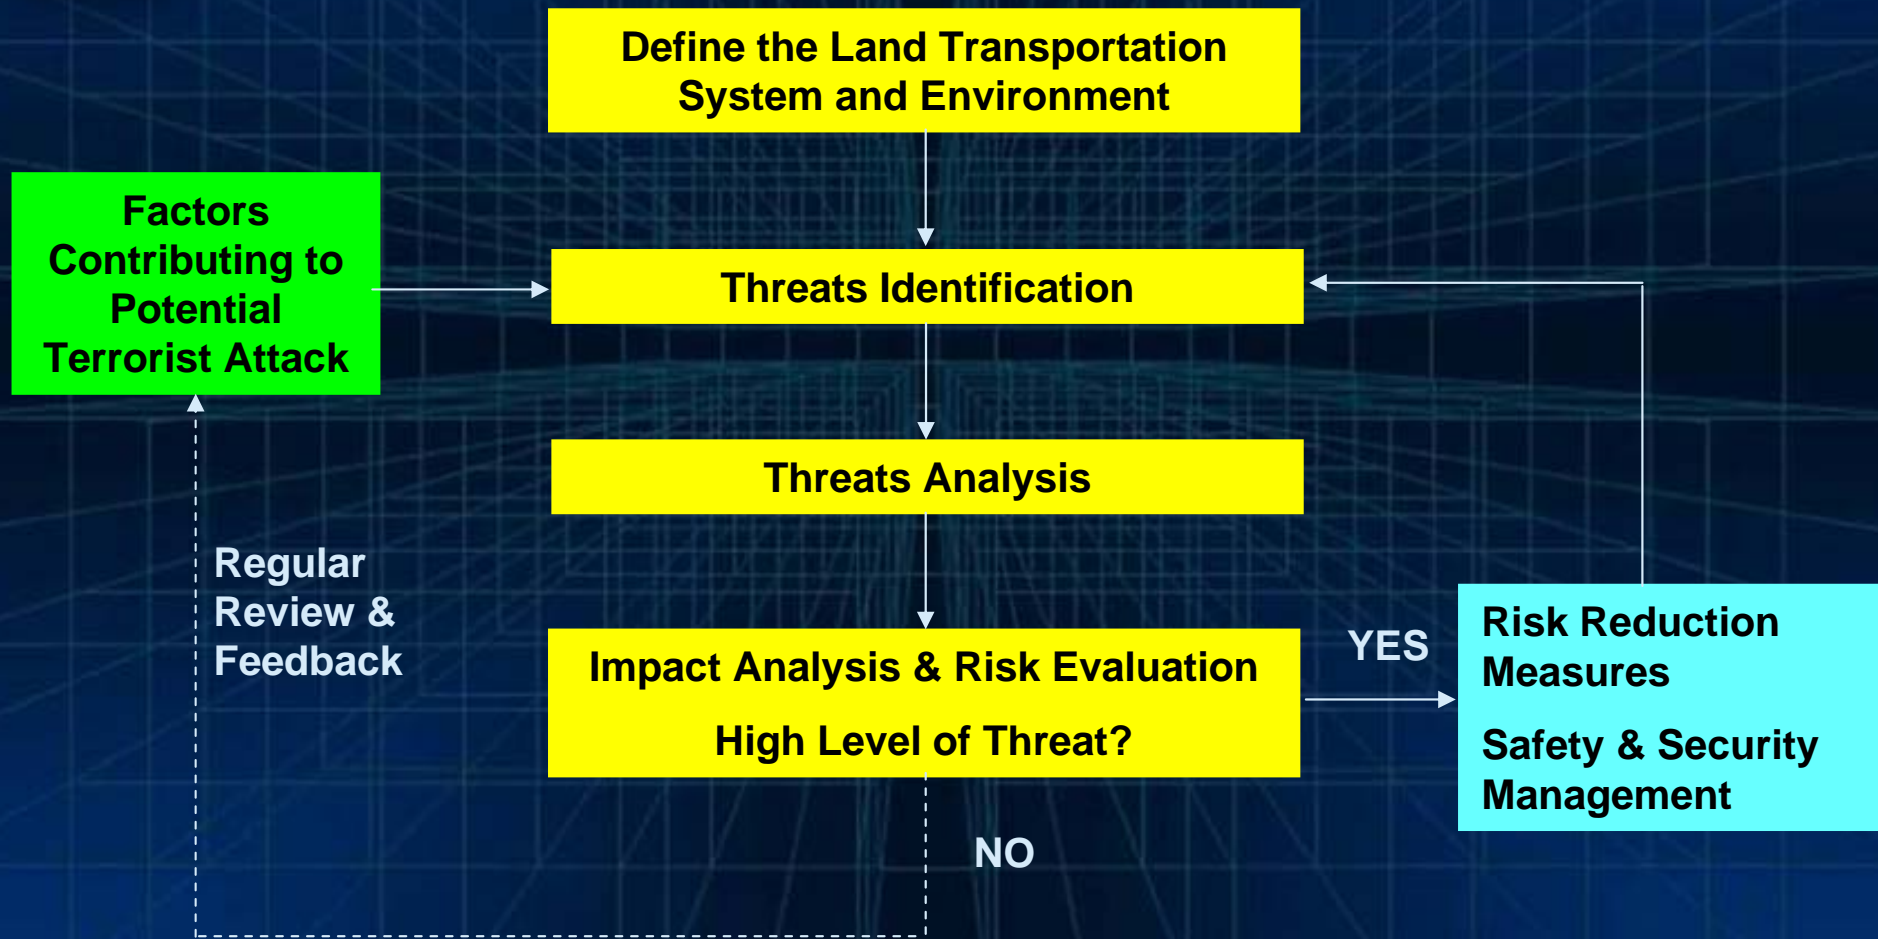 Define the Land Transportation
System and Environment
Factors
Contributing to
Potential
Terrorist Attack
Threats Identification
Threats Analysis
Regular
Review &
Feedback
Impact Analysis & Risk Evaluation
High Level of Threat?
YES
Risk Reduction
Measures
Safety & Security
Management
NO